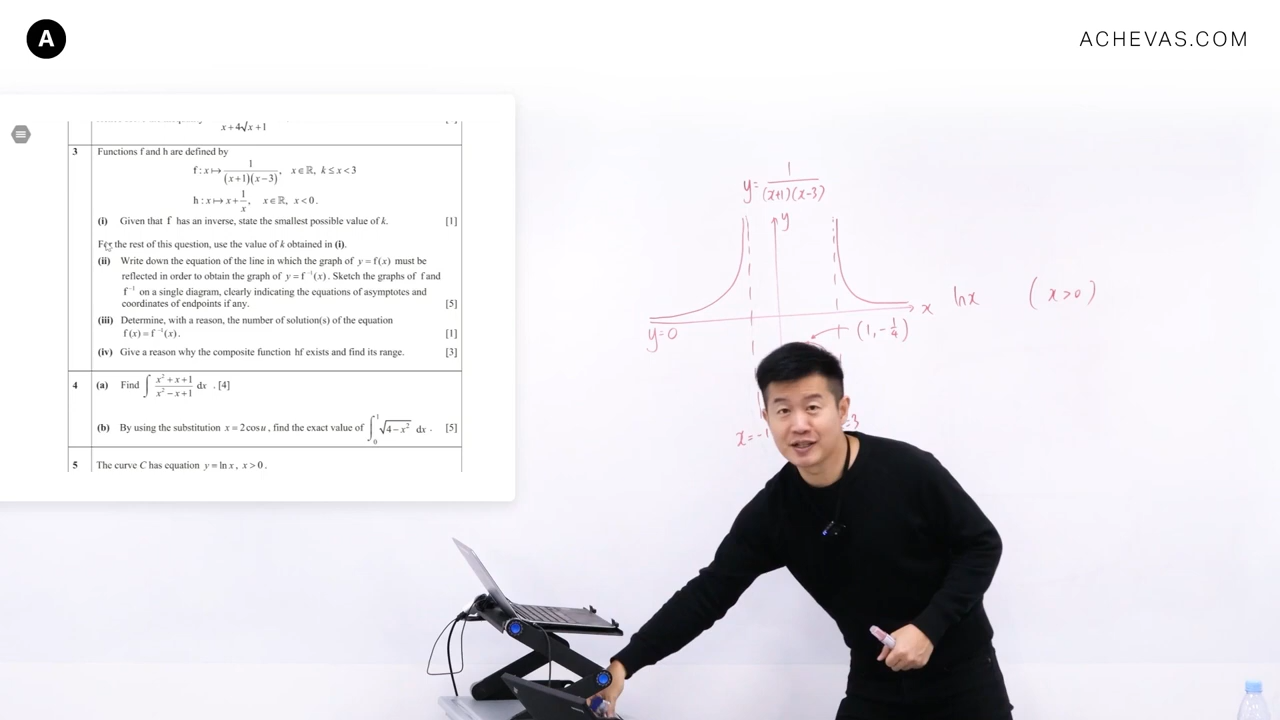 A
ACHEVAS.COM
x+4√x+1
3 Functions f and h are defined by
f : x ↦ 1/((x+1)(x−3)), x∈ℝ, k ≤ x < 3
h : x ↦ x + 1/x, x∈ℝ, x<0.
(i) Given that f has an inverse, state the smallest possible value of k. [1]
For the rest of this question, use the value of k obtained in (i).
(ii) Write down the equation of the line in which the graph of y = f(x) must be
reflected in order to obtain the graph of y = f⁻¹(x). Sketch the graphs of f and
f⁻¹ on a single diagram, clearly indicating the equations of asymptotes and
coordinates of endpoints if any. [5]
(iii) Determine, with a reason, the number of solution(s) of the equation
f(x) = f⁻¹(x). [1]
(iv) Give a reason why the composite function hf exists and find its range. [3]
4 (a) Find ∫ (x²+x+1)/(x²−x+1) dx . [4]
(b) By using the substitution x = 2cosu, find the exact value of ∫₀¹ √(4−x²) dx . [5]
5 The curve C has equation y = ln x, x > 0.
y = 1/((x+1)(x-3))
y
x
ln x (x>0)
y=0
(1, -1/4)
x=-1